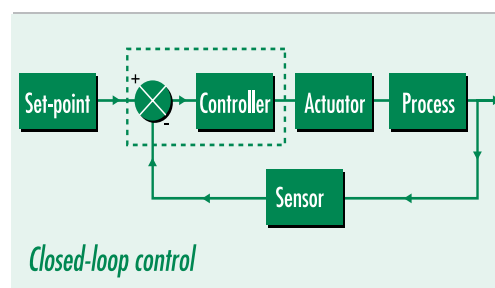 +
Set-point
Controller
Actuator
Process
-
Sensor
Closed-loop control